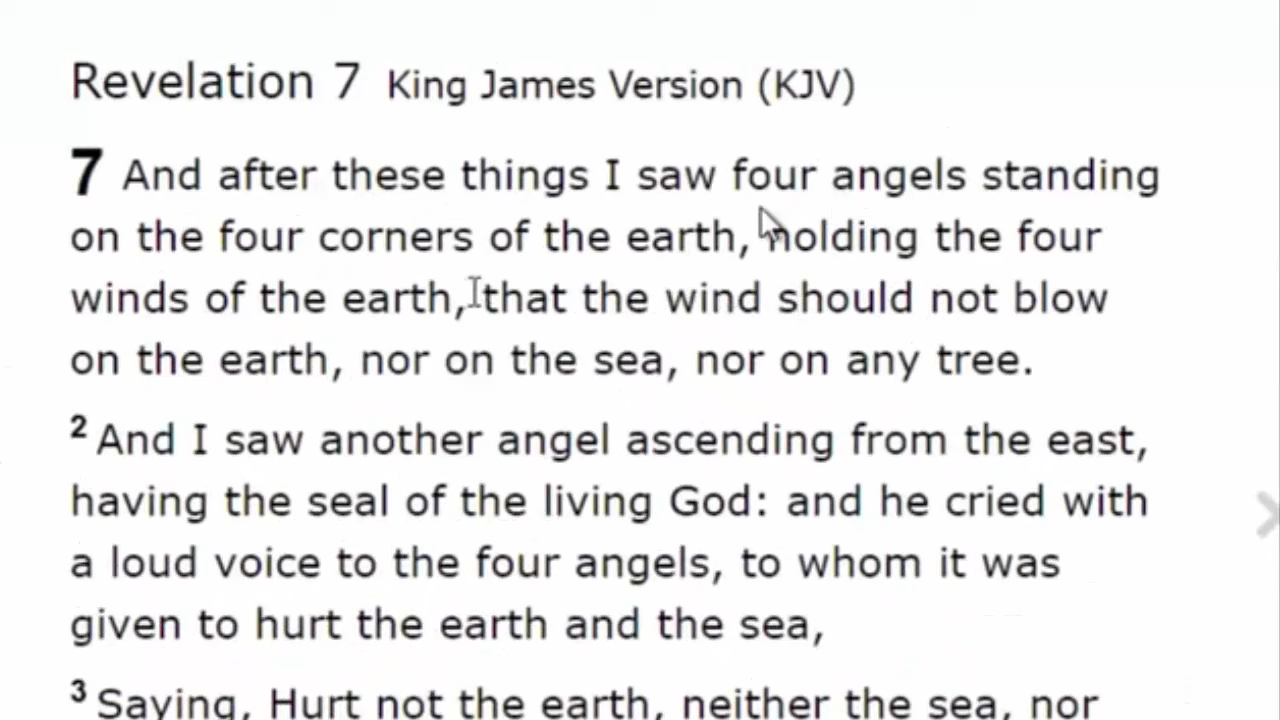 Revelation 7 King James Version (KJV)
7 And after these things I saw four angels standing
on the four corners of the earth, holding the four
winds of the earth, that the wind should not blow
on the earth, nor on the sea, nor on any tree.
2 And I saw another angel ascending from the east,
having the seal of the living God: and he cried with
a loud voice to the four angels, to whom it was
given to hurt the earth and the sea,
3 Saying, Hurt not the earth, neither the sea, nor